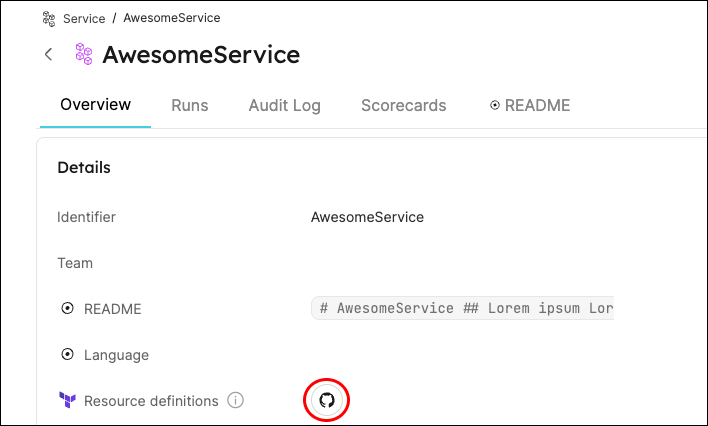 Service / AwesomeService
AwesomeService
Overview Runs Audit Log Scorecards README
Details
Identifier AwesomeService
Team
README # AwesomeService ## Lorem ipsum Lor
Language
Resource definitions